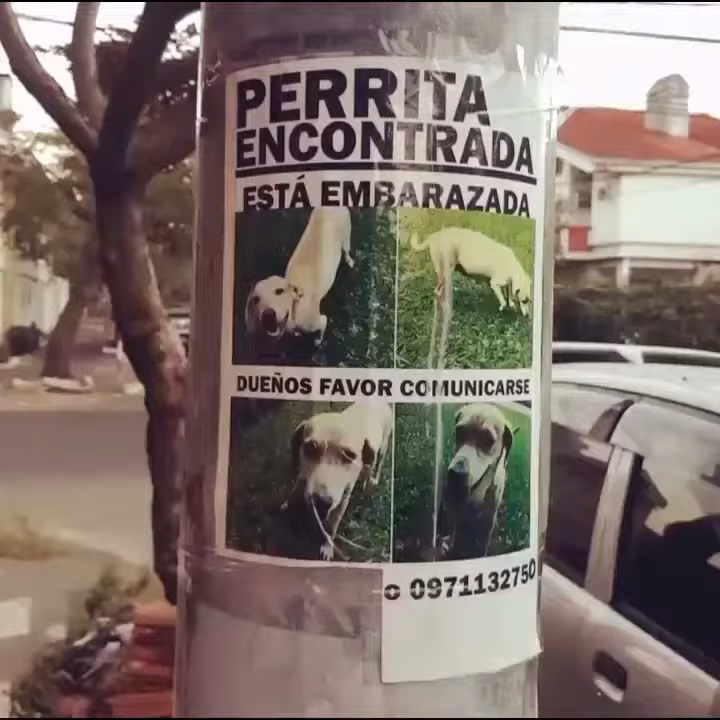 PERRITA
ENCONTRADA
ESTÁ EMBARAZADA
DUEÑOS FAVOR COMUNICARSE
0971132750